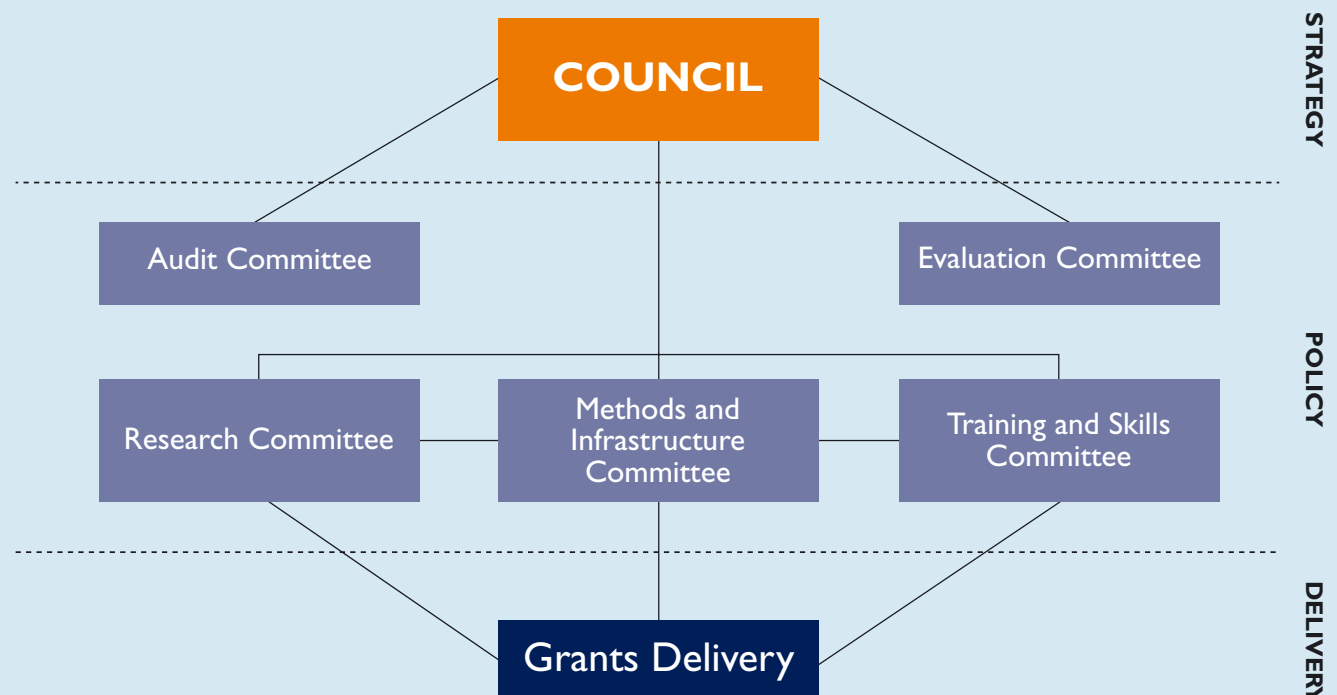 COUNCIL
STRATEGY
Audit Committee
Evaluation Committee
POLICY
Research Committee
Methods and
Infrastructure
Committee
Training and Skills
Committee
Grants Delivery
DELIVERY